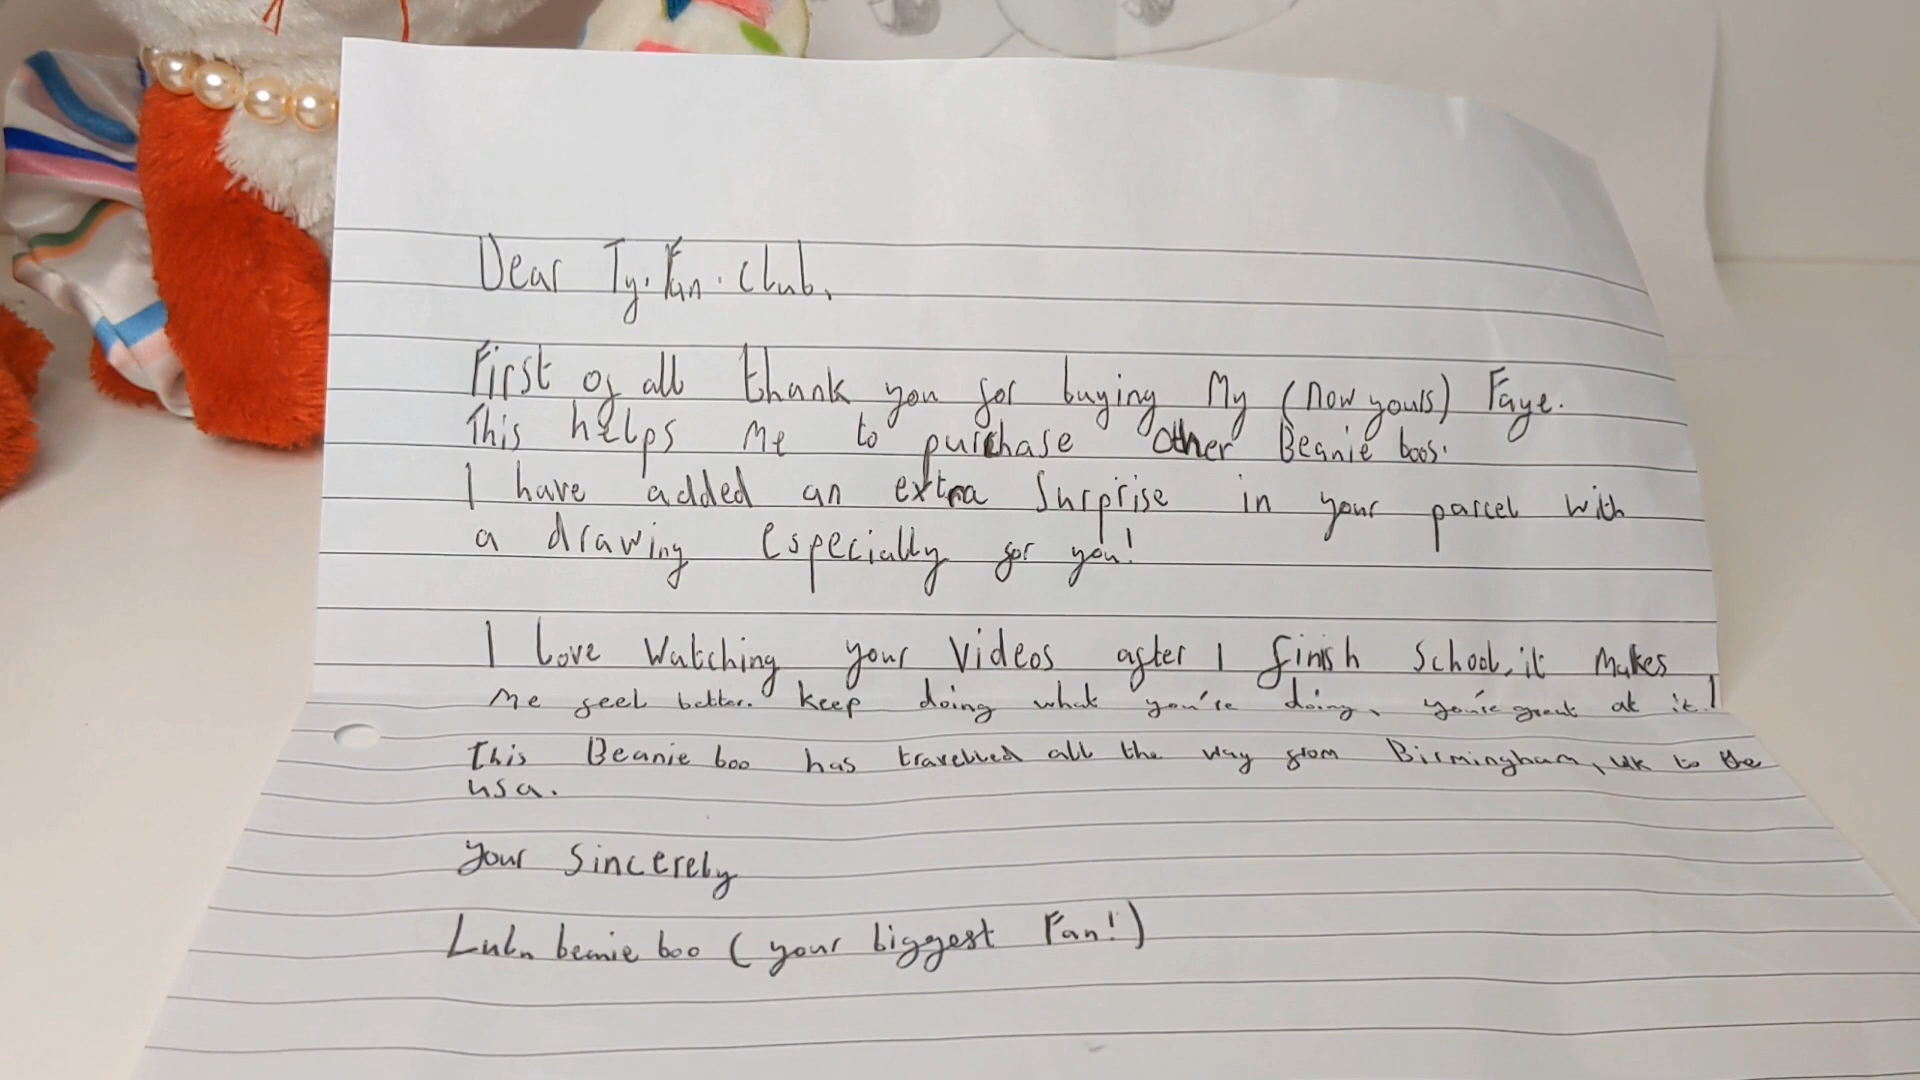 Dear Ty.Fan.Club,
First of all thank you for buying My (now yours) Faye.
This helps me to purchase other Beanie boos.
I have added an extra surprise in your parcel with
a drawing especially for you!
I love watching your videos after I finish school, it makes
me feel better. keep doing what you're doing, you're great at it!
This Beanie boo has travelled all the way from Birmingham, UK to the
usa.
your sincerely
beanie boo (your biggest Fan!)